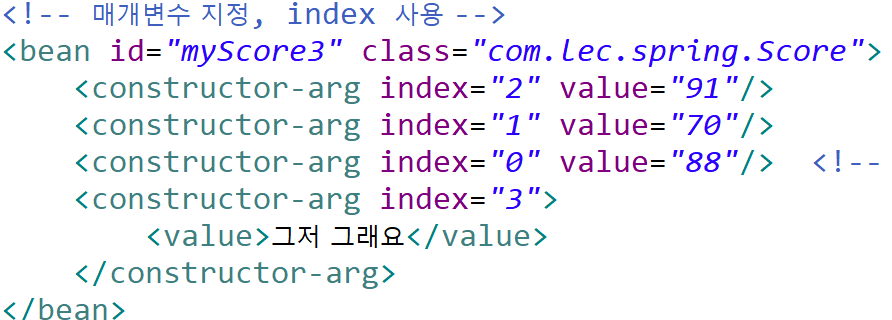 <!-- 매개변수 지정, index 사용 -->
<bean id="myScore3" class="com.lec.spring.Score">
    <constructor-arg index="2" value="91"/>
    <constructor-arg index="1" value="70"/>
    <constructor-arg index="0" value="88"/>  <!--
    <constructor-arg index="3">
        <value>그저 그래요</value>
    </constructor-arg>
</bean>